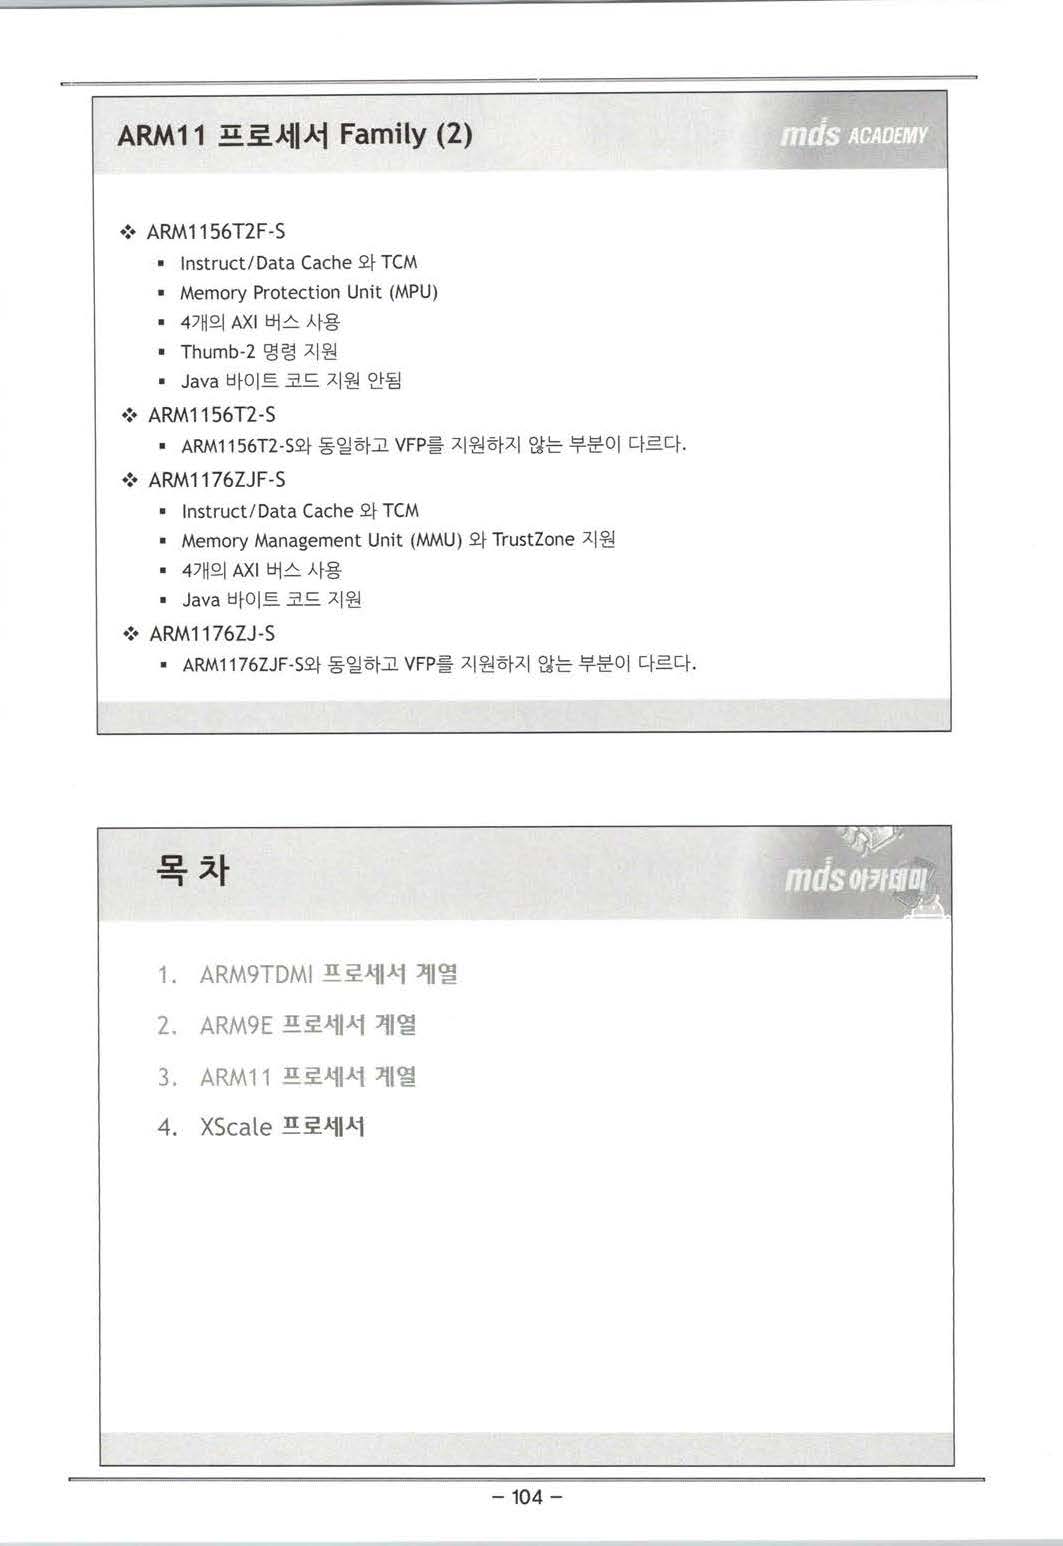 ARM11 프로세서 Family (2)
mds ACADEMY
❖ ARM1156T2F-S
▪ Instruct/Data Cache 와 TCM
▪ Memory Protection Unit (MPU)
▪ 4개의 AXI 버스 사용
▪ Thumb-2 명령 지원
▪ Java 바이트 코드 지원 안됨
❖ ARM1156T2-S
▪ ARM1156T2-S와 동일하고 VFP를 지원하지 않는 부분이 다르다.
❖ ARM1176ZJF-S
▪ Instruct/Data Cache 와 TCM
▪ Memory Management Unit (MMU) 와 TrustZone 지원
▪ 4개의 AXI 버스 사용
▪ Java 바이트 코드 지원
❖ ARM1176ZJ-S
▪ ARM1176ZJF-S와 동일하고 VFP를 지원하지 않는 부분이 다르다.
목 차
mds 아카데미
1. ARM9TDMI 프로세서 계열
2. ARM9E 프로세서 계열
3. ARM11 프로세서 계열
4. XScale 프로세서
- 104 -